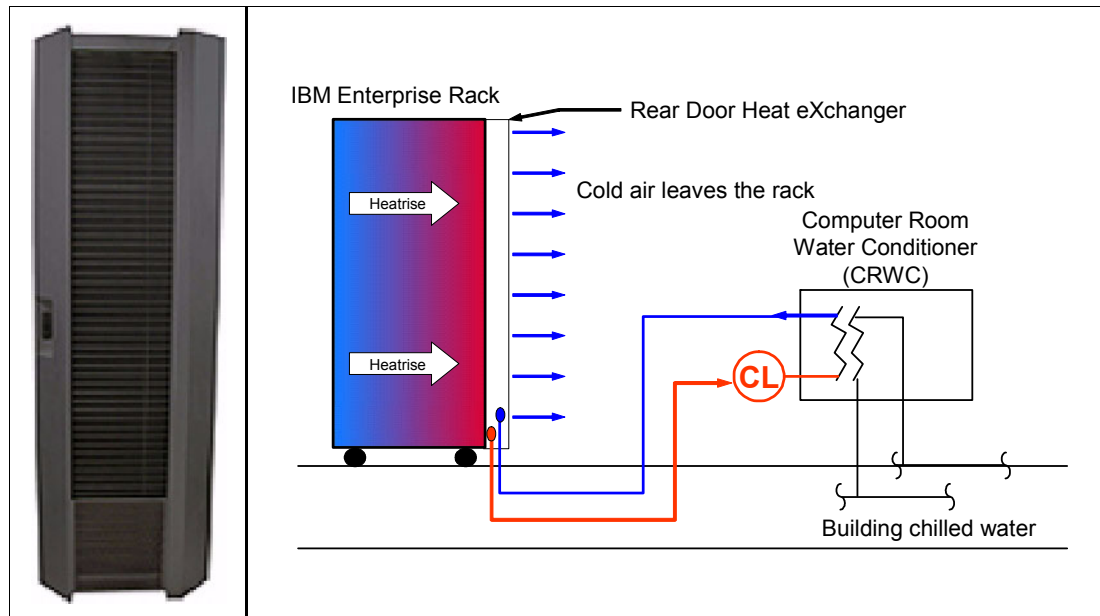 IBM Enterprise Rack
Rear Door Heat eXchanger
Heatrise
Cold air leaves the rack
Computer Room
Water Conditioner
(CRWC)
Heatrise
CL
Building chilled water